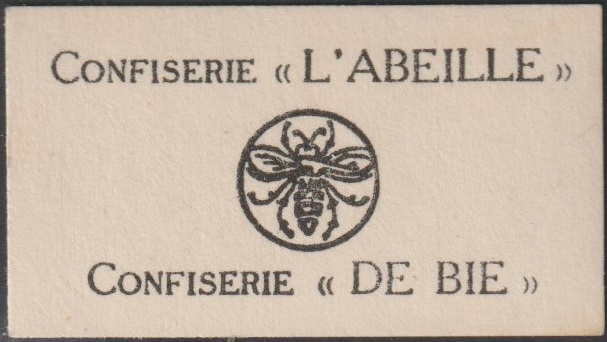 CONFISERIE « L'ABEILLE »
CONFISERIE « DE BIE »